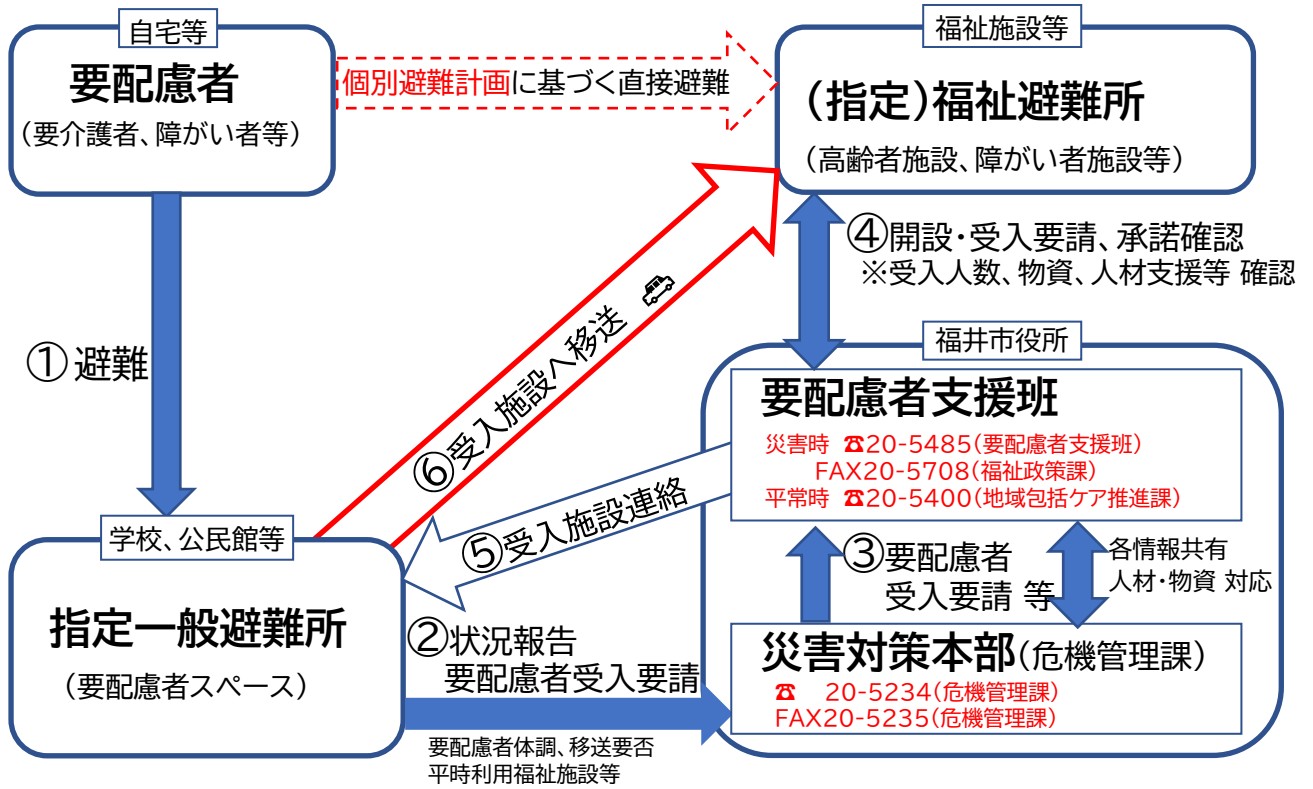 自宅等
要配慮者
（要介護者、障がい者等）
個別避難計画に基づく直接避難
福祉施設等
（指定）福祉避難所
（高齢者施設、障がい者施設等）
①避難
④開設・受入要請、承諾確認
※受入人数、物資、人材支援等 確認
⑥受入施設へ移送
福井市役所
要配慮者支援班
災害時 ☎20-5485（要配慮者支援班）
FAX20-5708（福祉政策課）
平常時 ☎20-5400（地域包括ケア推進課）
⑤受入施設連絡
③要配慮者
受入要請 等
各情報共有
人材・物資 対応
学校、公民館等
指定一般避難所
（要配慮者スペース）
②状況報告
要配慮者受入要請
要配慮者体調、移送要否
平時利用福祉施設等
災害対策本部（危機管理課）
☎ 20-5234（危機管理課）
FAX20-5235（危機管理課）